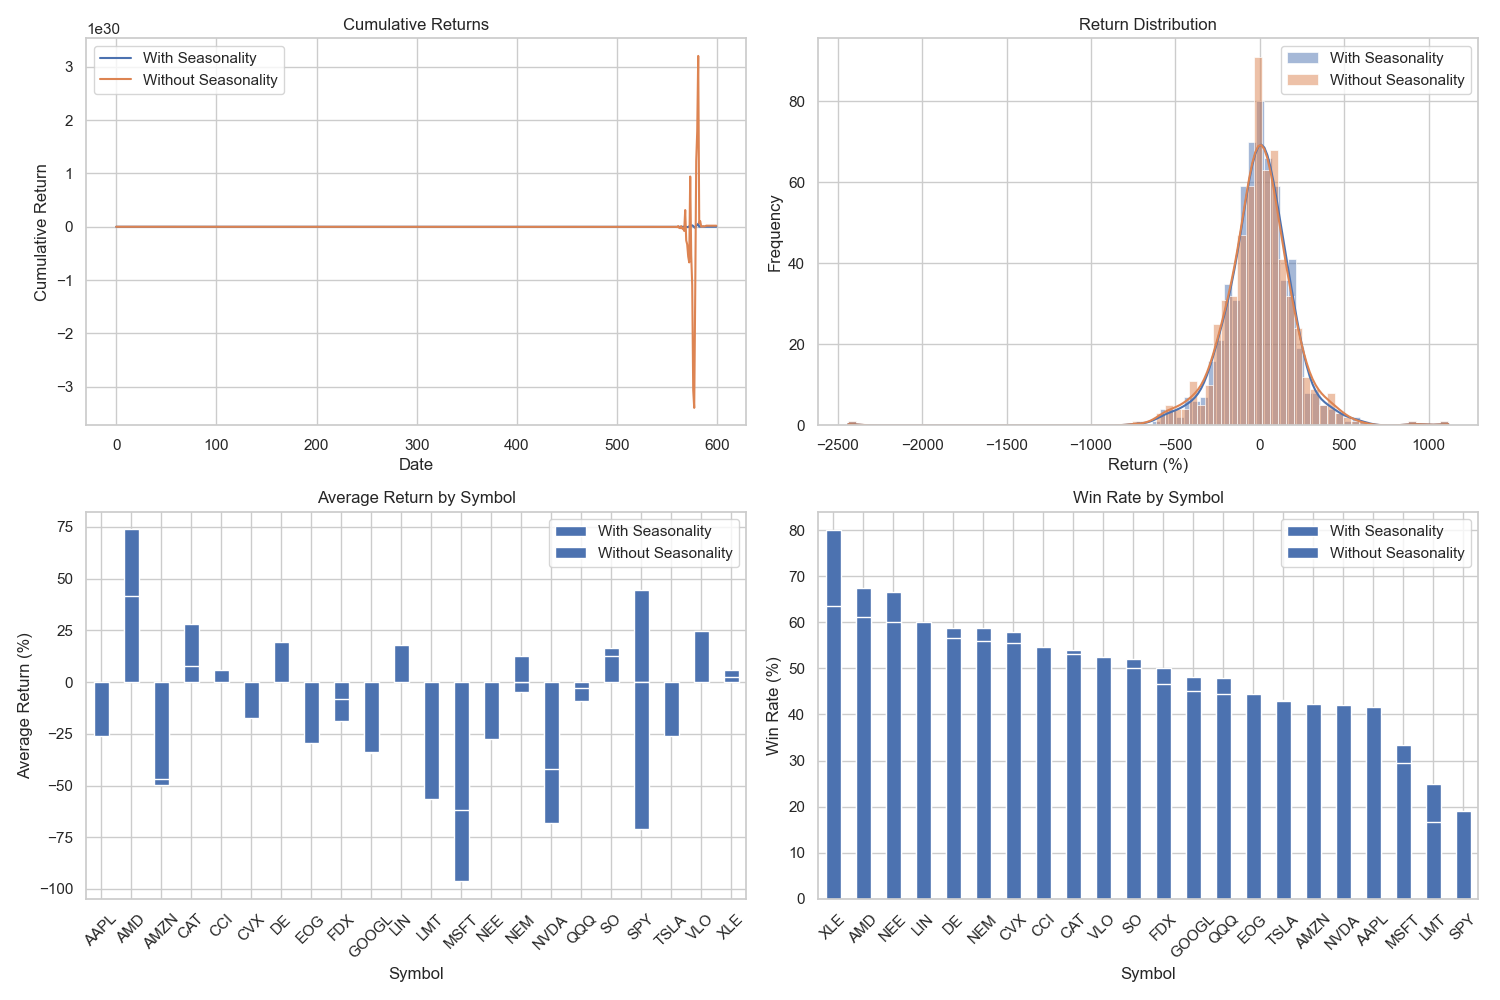 Cumulative Returns
1e30
With Seasonality
Without Seasonality
3
2
1
0
−1
−2
−3
Cumulative Return
0 100 200 300 400 500 600
Date
Return Distribution
With Seasonality
Without Seasonality
80
60
40
20
0
Frequency
−2500 −2000 −1500 −1000 −500 0 500 1000
Return (%)
Average Return by Symbol
With Seasonality
Without Seasonality
75
50
25
0
−25
−50
−75
−100
Average Return (%)
AAPL AMD AMZN CAT CCI CVX DE EOG FDX GOOGL LIN LMT MSFT NEE NEM NVDA QQQ SO SPY TSLA VLO XLE
Symbol
Win Rate by Symbol
With Seasonality
Without Seasonality
80
70
60
50
40
30
20
10
0
Win Rate (%)
XLE AMD NEE LIN DE NEM CVX CCI CAT VLO SO FDX GOOGL QQQ EOG TSLA AMZN NVDA AAPL MSFT LMT SPY
Symbol